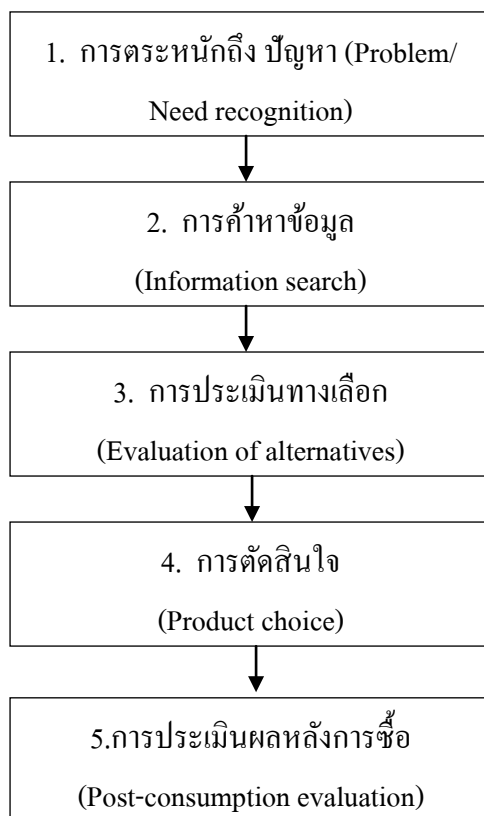 1. การตระหนักถึง ปัญหา (Problem/
Need recognition)
2. การค้าหาข้อมูล
(Information search)
3. การประเมินทางเลือก
(Evaluation of alternatives)
4. การตัดสินใจ
(Product choice)
5.การประเมินผลหลังการซื้อ
(Post-consumption evaluation)